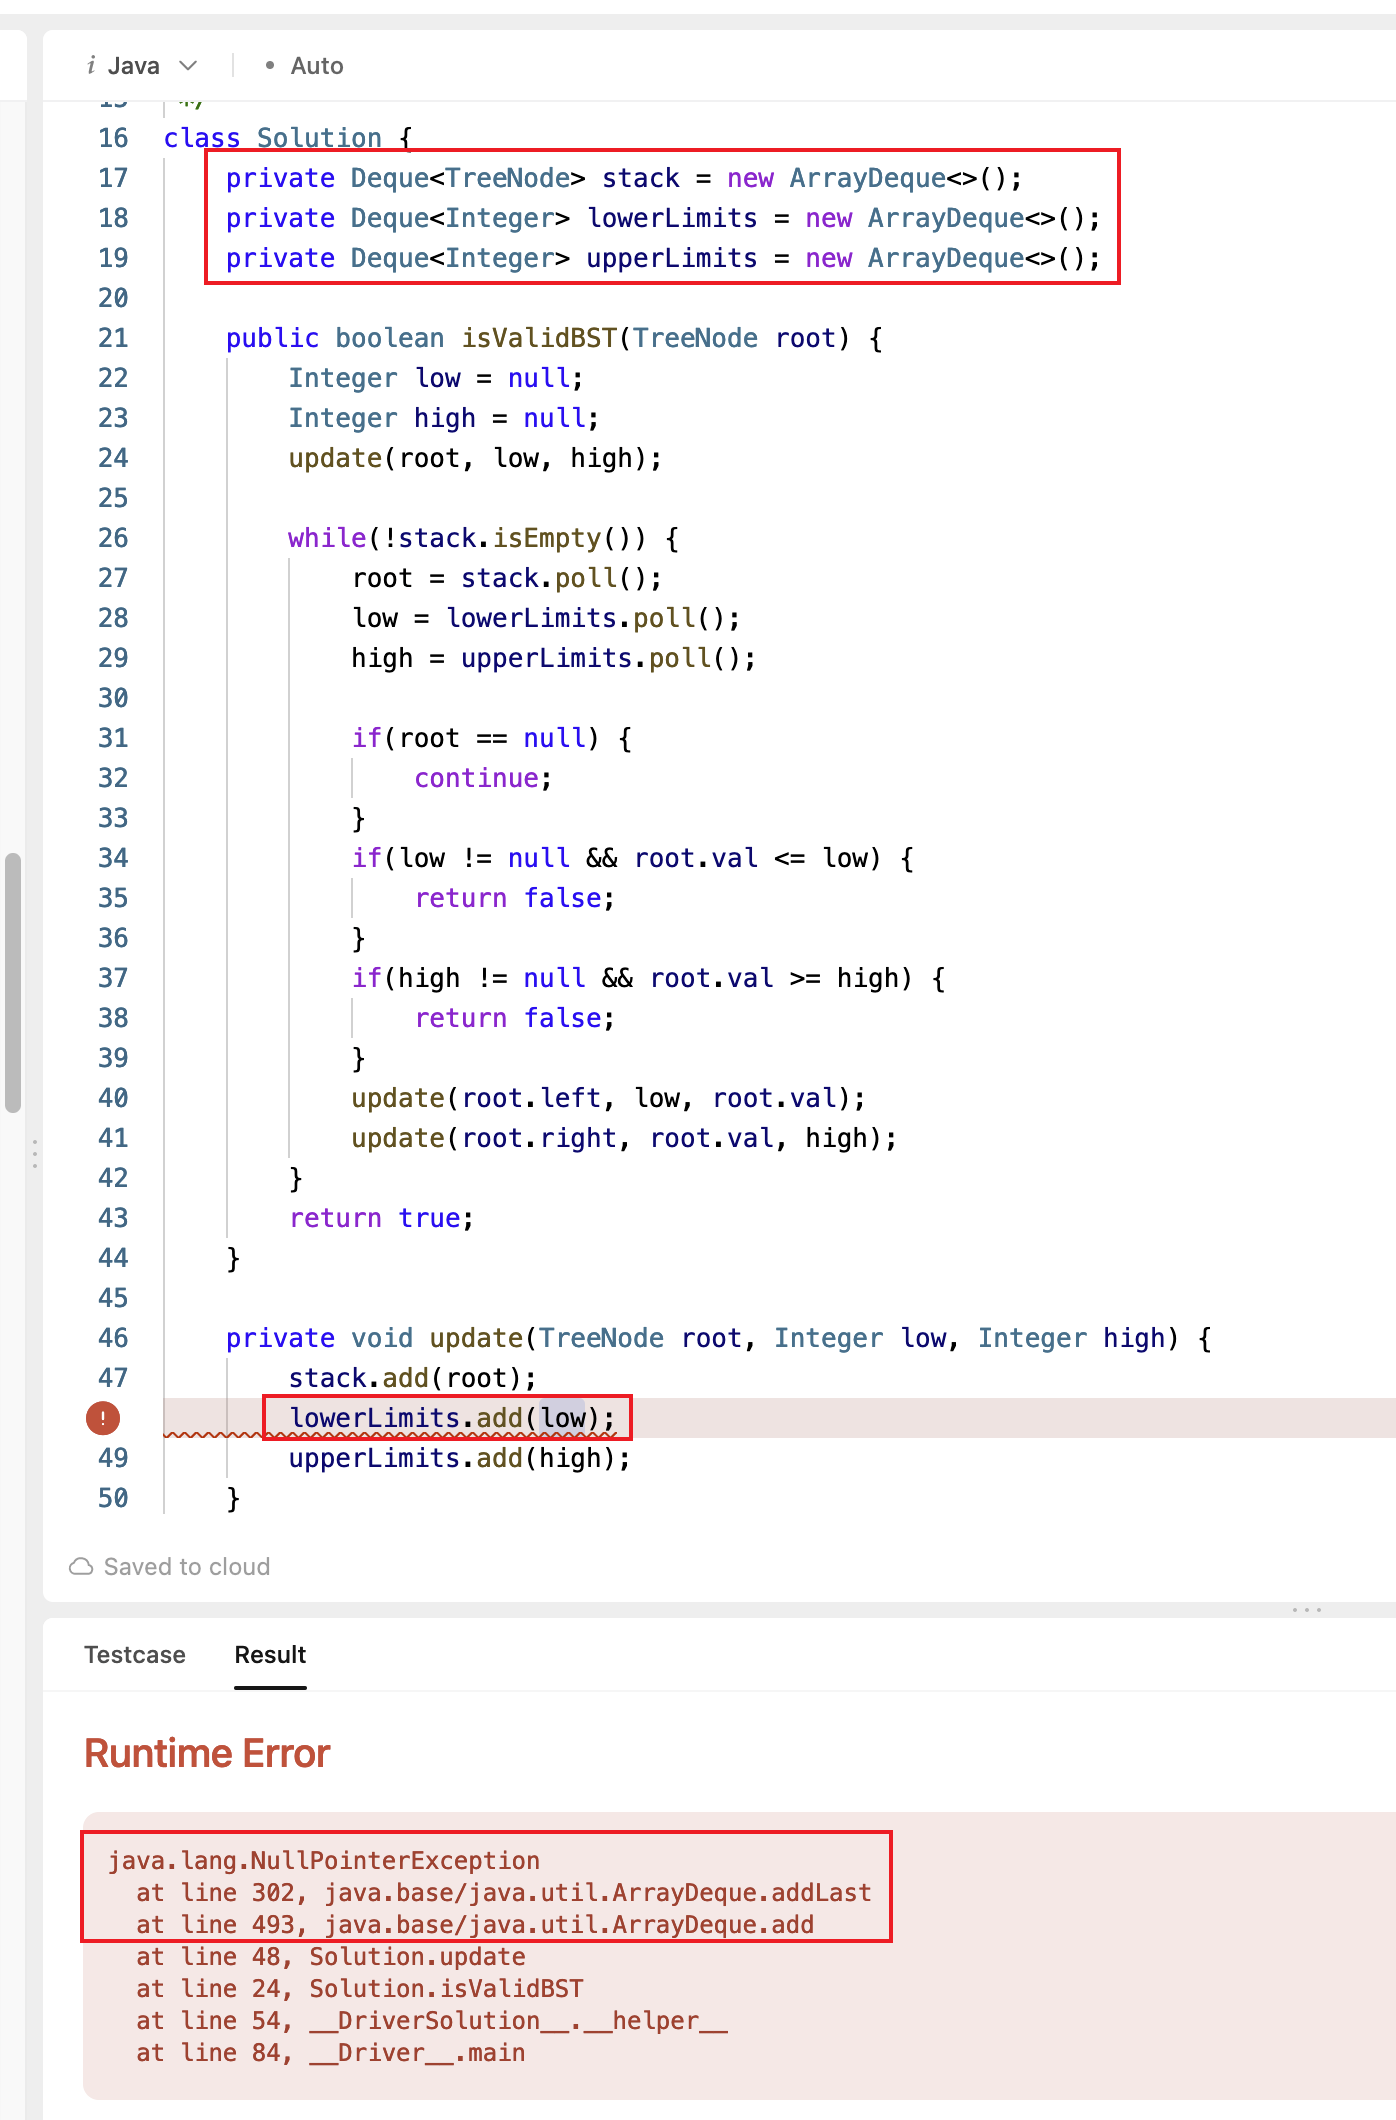 i Java
• Auto
15 */
16 class Solution {
17 private Deque<TreeNode> stack = new ArrayDeque<>();
18 private Deque<Integer> lowerLimits = new ArrayDeque<>();
19 private Deque<Integer> upperLimits = new ArrayDeque<>();
20
21 public boolean isValidBST(TreeNode root) {
22 Integer low = null;
23 Integer high = null;
24 update(root, low, high);
25
26 while(!stack.isEmpty()) {
27 root = stack.poll();
28 low = lowerLimits.poll();
29 high = upperLimits.poll();
30
31 if(root == null) {
32 continue;
33 }
34 if(low != null && root.val <= low) {
35 return false;
36 }
37 if(high != null && root.val >= high) {
38 return false;
39 }
40 update(root.left, low, root.val);
41 update(root.right, root.val, high);
42 }
43 return true;
44 }
45
46 private void update(TreeNode root, Integer low, Integer high) {
47 stack.add(root);
! lowerLimits.add(low);
49 upperLimits.add(high);
50 }
Saved to cloud
Testcase Result
Runtime Error
java.lang.NullPointerException
at line 302, java.base/java.util.ArrayDeque.addLast
at line 493, java.base/java.util.ArrayDeque.add
at line 48, Solution.update
at line 24, Solution.isValidBST
at line 54, __DriverSolution__.__helper__
at line 84, __Driver__.main